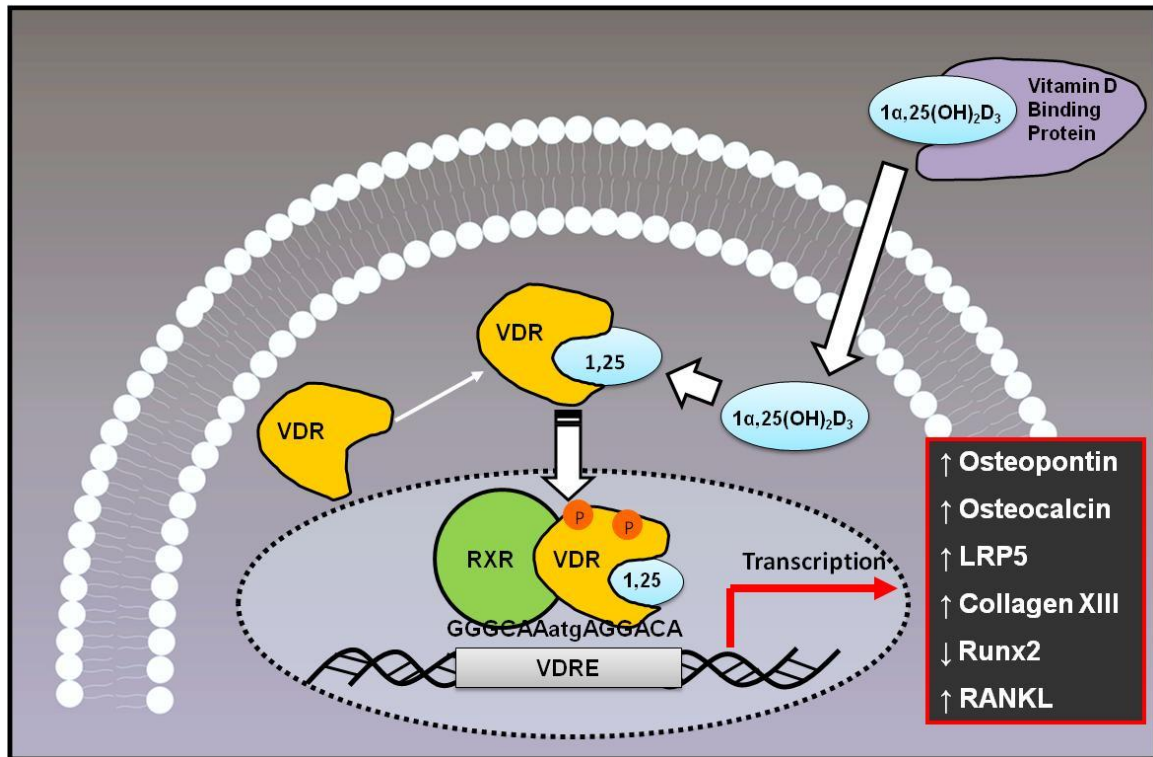 1α,25(OH)₂D₃
Vitamin D
Binding
Protein
VDR
1,25
1α,25(OH)₂D₃
VDR
P
P
RXR
VDR
1,25
Transcription
GGGCAAatgAGGACA
VDRE
↑ Osteopontin
↑ Osteocalcin
↑ LRP5
↑ Collagen XIII
↓ Runx2
↑ RANKL